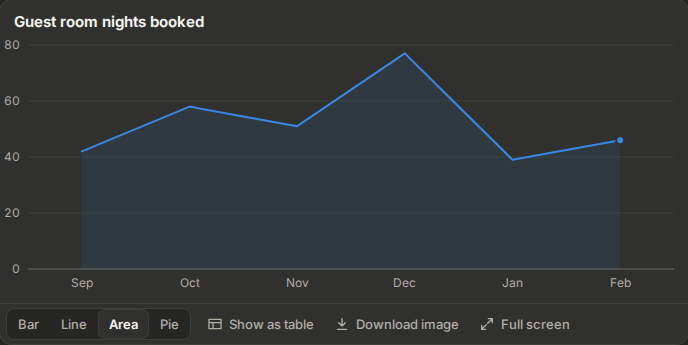 Guest room nights booked
80
60
40
20
0
Sep Oct Nov Dec Jan Feb
Bar Line Area Pie Show as table Download image Full screen